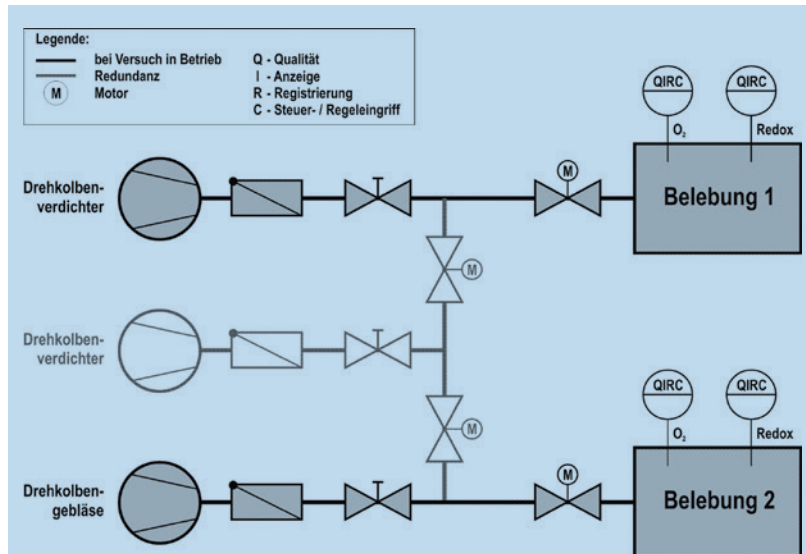 Legende:
bei Versuch in Betrieb
Redundanz
M Motor
Q - Qualität
I - Anzeige
R - Registrierung
C - Steuer- / Regeleingriff
QIRC
QIRC
O₂
Redox
Drehkolben-
verdichter
M
Belebung 1
M
Drehkolben-
verdichter
M
QIRC
QIRC
O₂
Redox
Drehkolben-
gebläse
M
Belebung 2